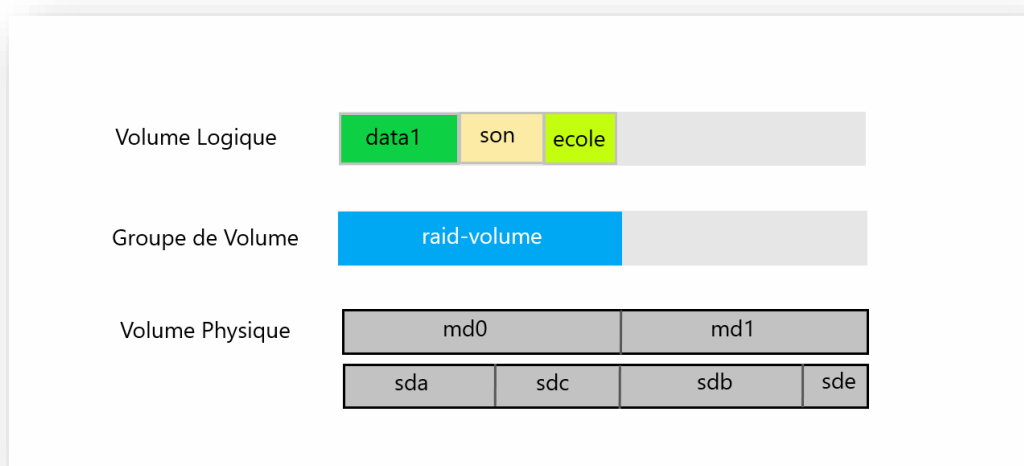 Volume Logique data1 son ecole
Groupe de Volume raid-volume
Volume Physique md0 md1
sda sdc sdb sde